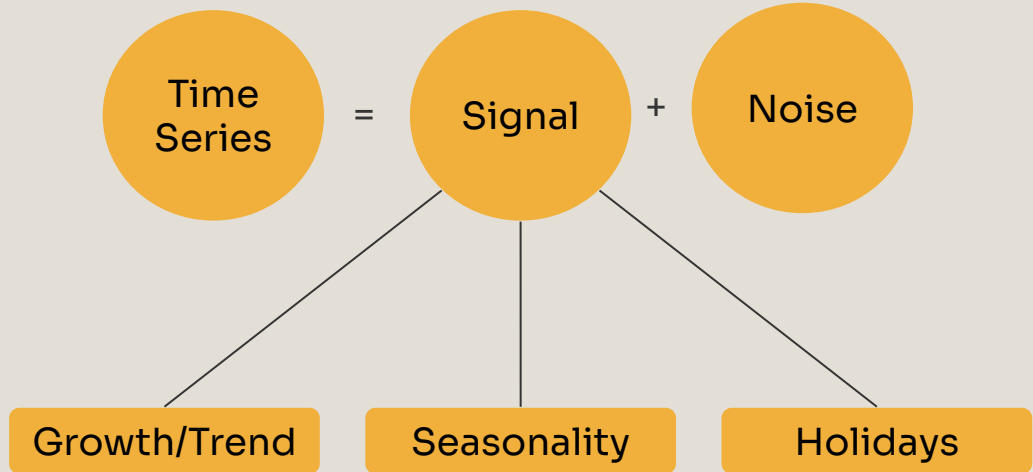 Time
Series
=
Signal
+
Noise
Growth/Trend
Seasonality
Holidays